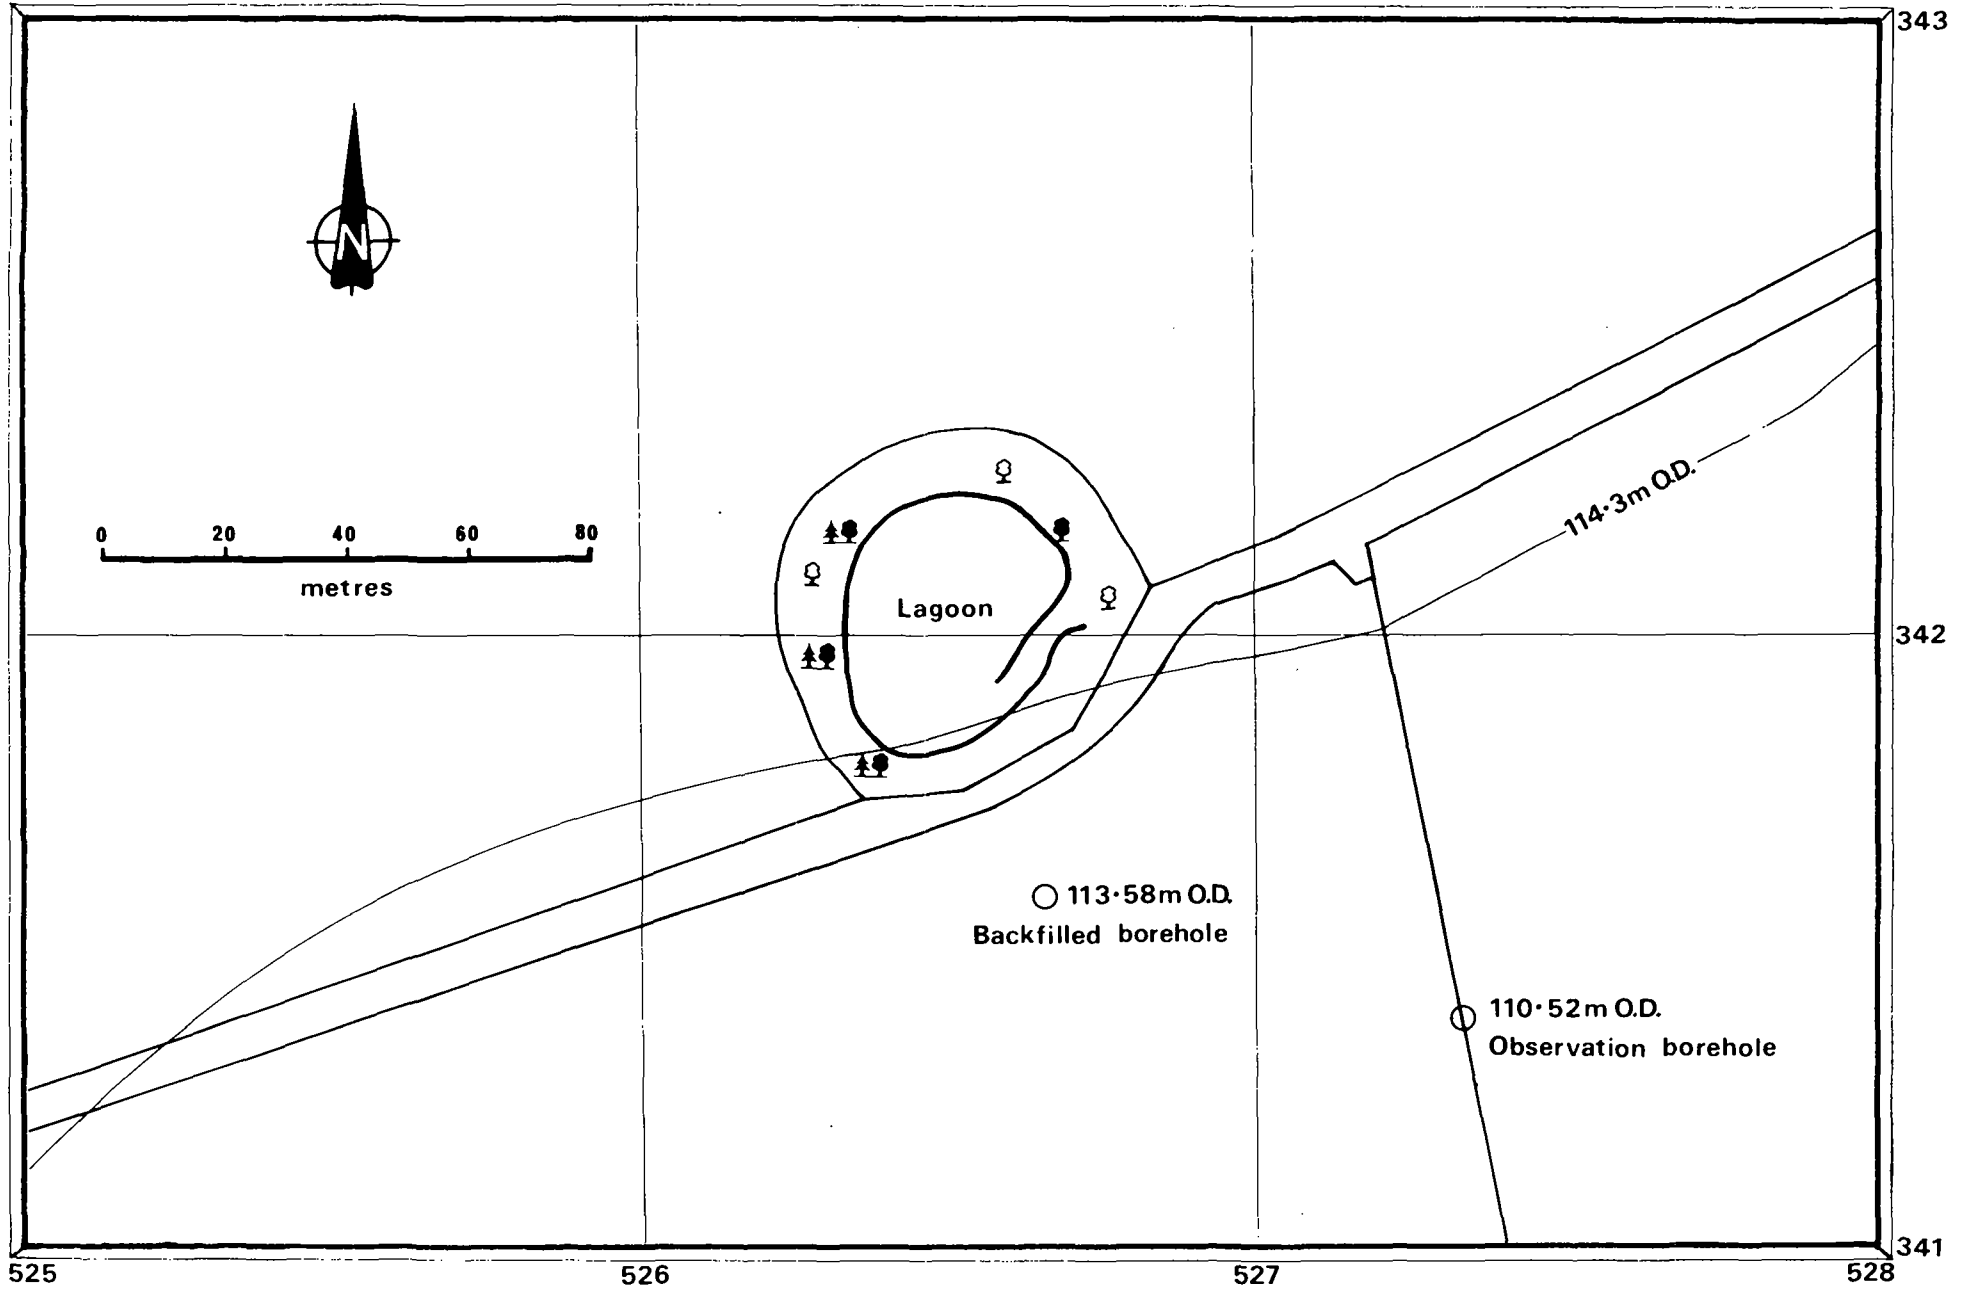 343
N
0 20 40 60 80
metres
114·3m O.D.
Lagoon
342
113·58m O.D.
Backfilled borehole
110·52m O.D.
Observation borehole
341
525 526 527 528